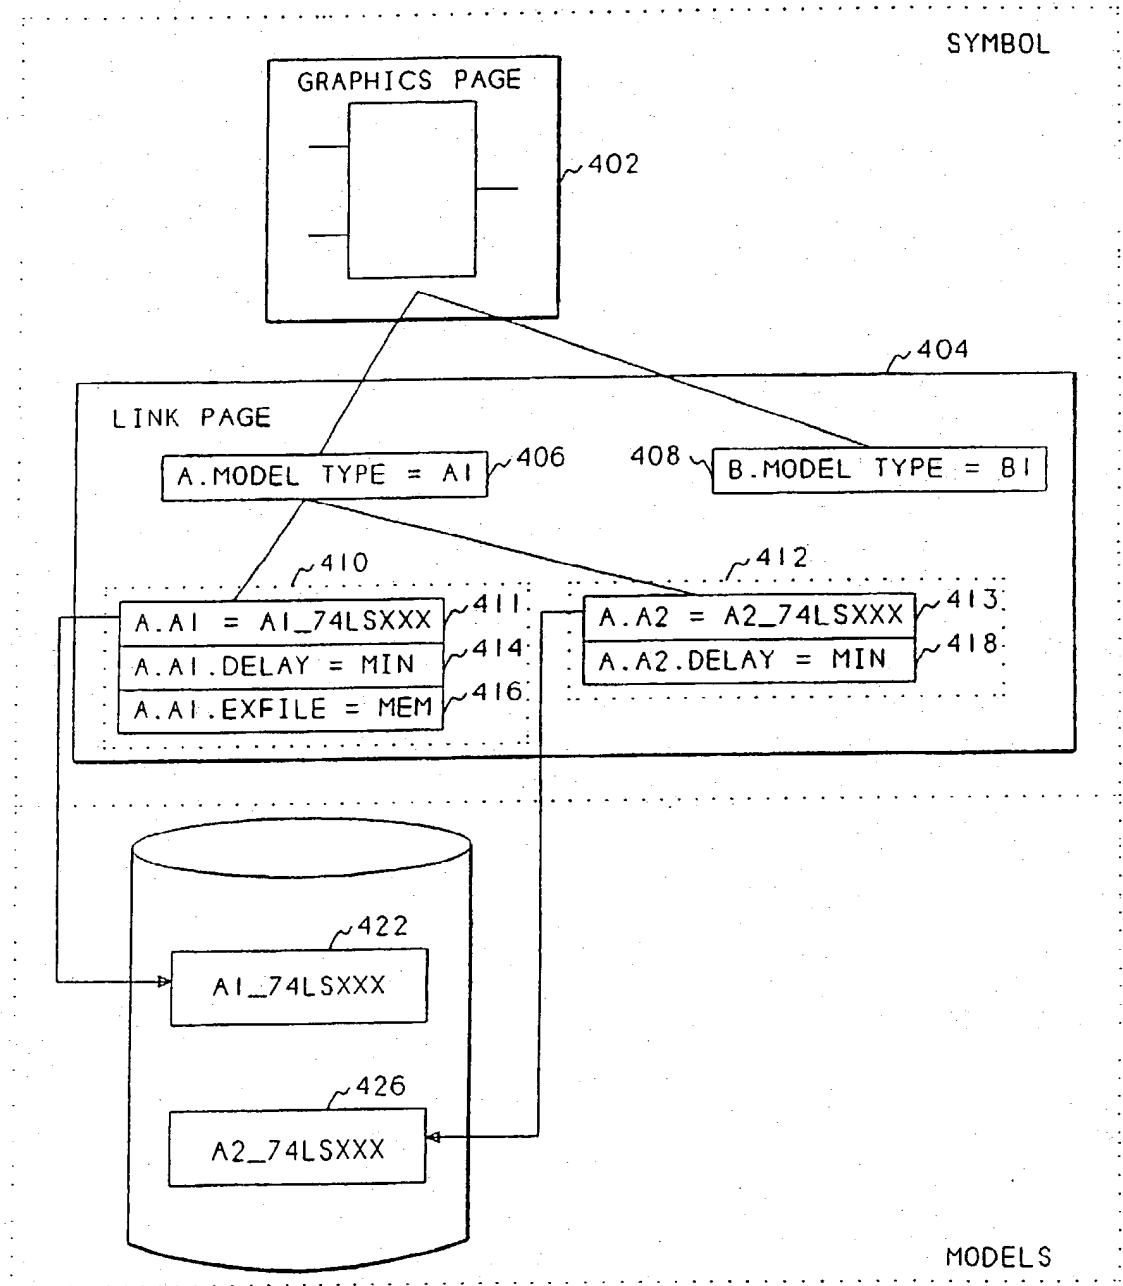 SYMBOL
GRAPHICS PAGE
402
404
LINK PAGE
A.MODEL TYPE = A1
406
408
B.MODEL TYPE = B1
410
412
A.A1 = A1_74LSXXX
411
A.A2 = A2_74LSXXX
413
A.A1.DELAY = MIN
414
A.A2.DELAY = MIN
418
A.A1.EXFILE = MEM
416
422
A1_74LSXXX
426
A2_74LSXXX
MODELS